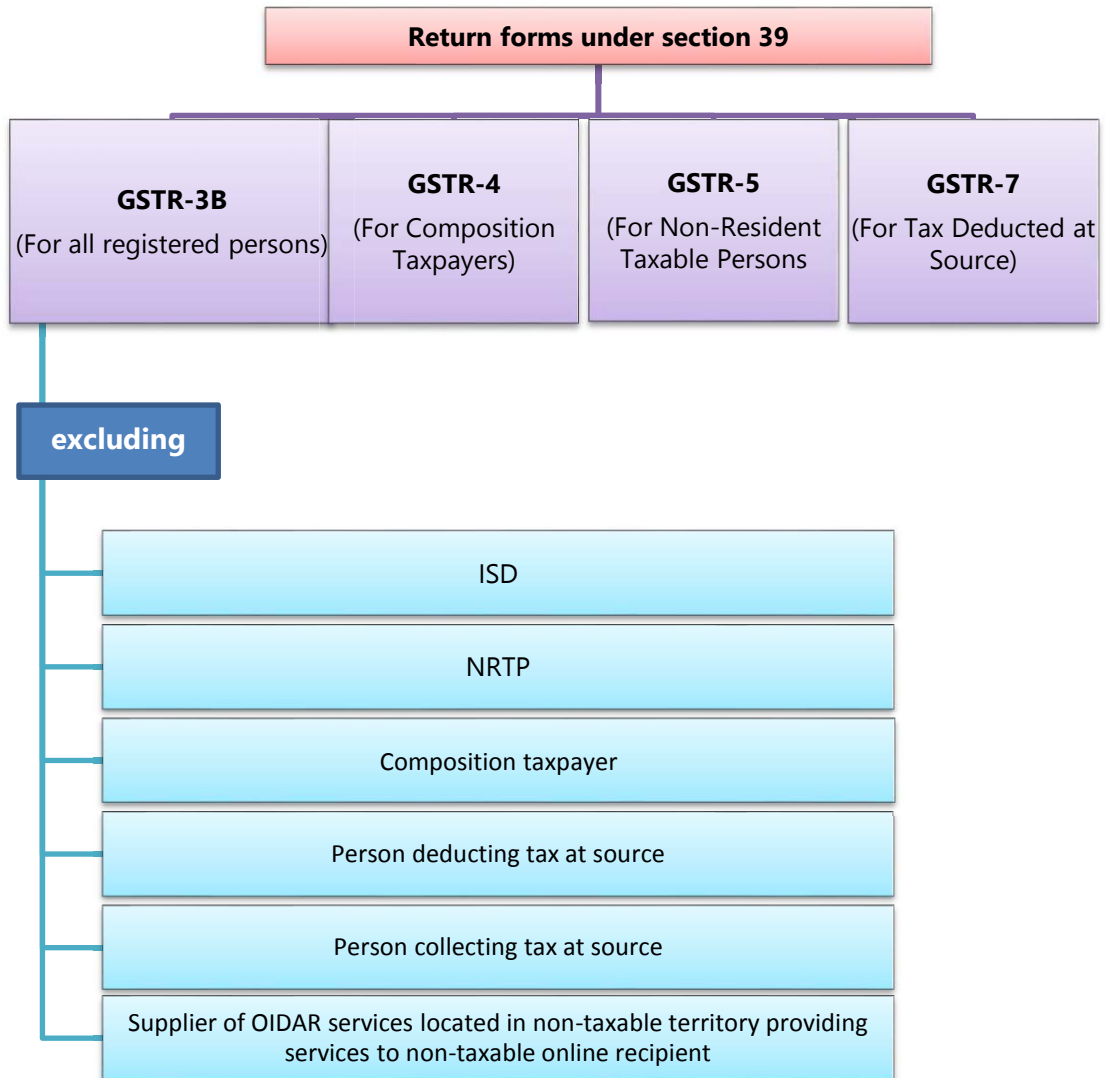 Return forms under section 39
GSTR-3B
(For all registered persons)
GSTR-4
(For Composition
Taxpayers)
GSTR-5
(For Non-Resident
Taxable Persons
GSTR-7
(For Tax Deducted at
Source)
excluding
ISD
NRTP
Composition taxpayer
Person deducting tax at source
Person collecting tax at source
Supplier of OIDAR services located in non-taxable territory providing
services to non-taxable online recipient